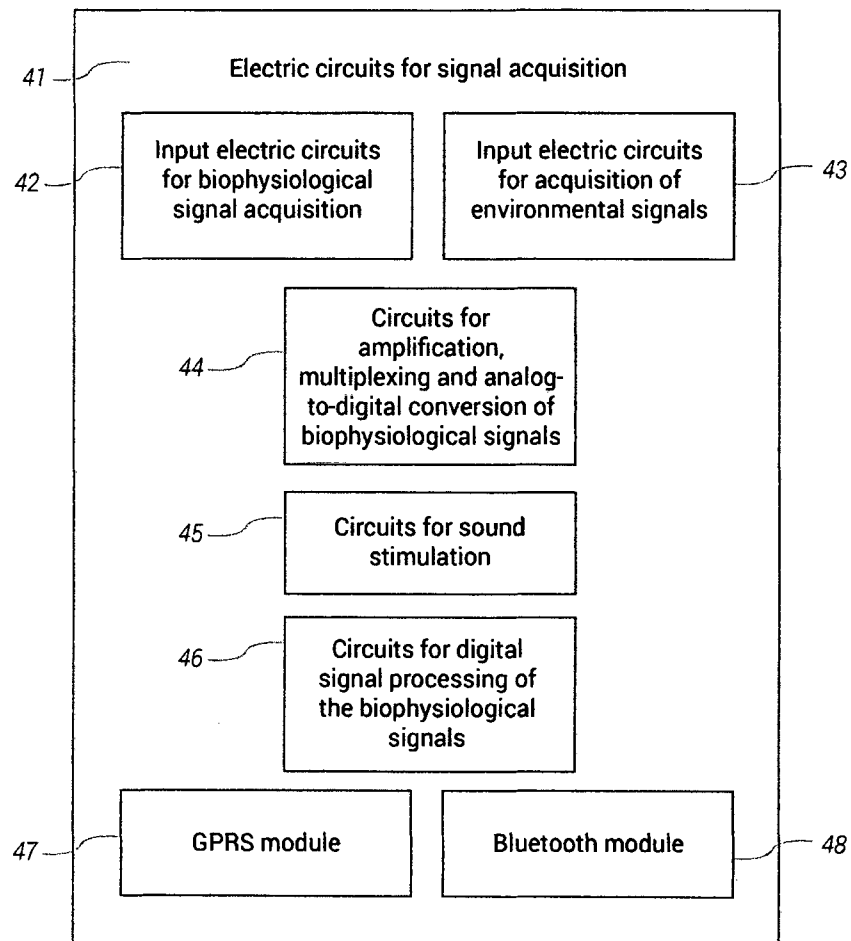 41
Electric circuits for signal acquisition
42
Input electric circuits
for biophysiological
signal acquisition
Input electric circuits
for acquisition of
environmental signals
43
44
Circuits for
amplification,
multiplexing and analog-
to-digital conversion of
biophysiological signals
45
Circuits for sound
stimulation
46
Circuits for digital
signal processing of
the biophysiological
signals
47
GPRS module
Bluetooth module
48